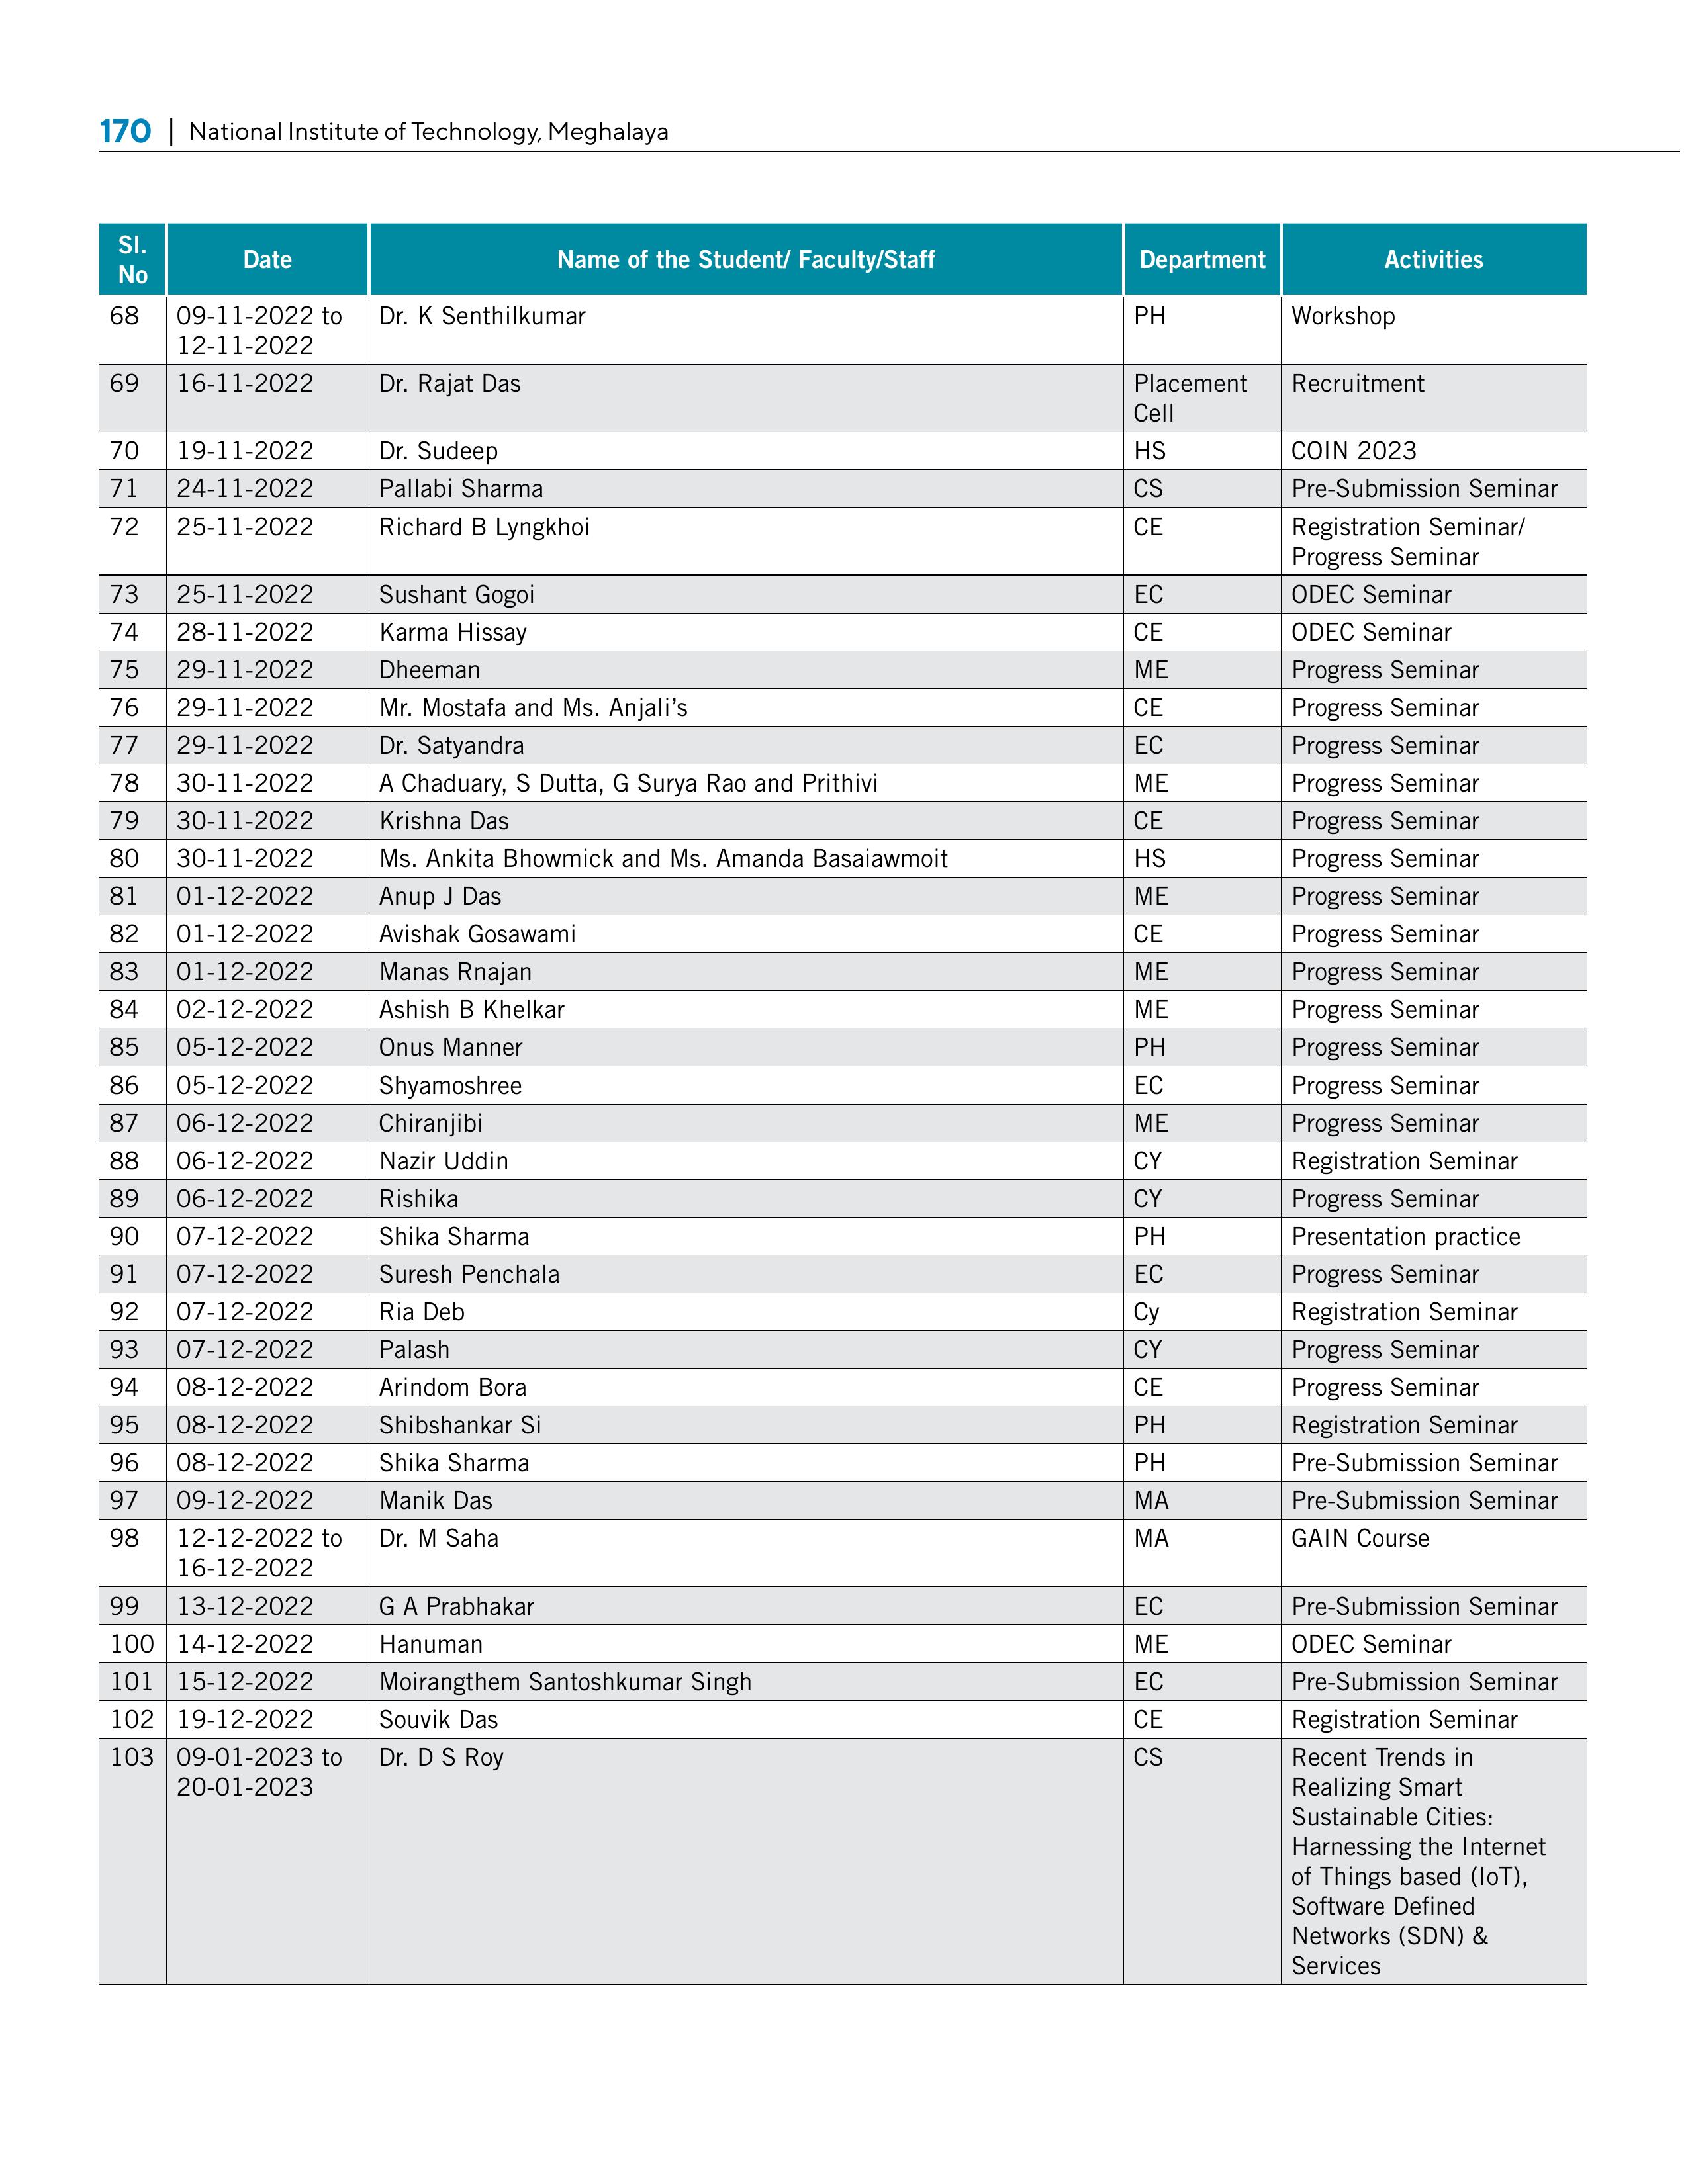 170 | National Institute of Technology, Meghalaya
Sl. No Date Name of the Student/ Faculty/Staff Department Activities
68 09-11-2022 to Dr. K Senthilkumar PH Workshop
12-11-2022
69 16-11-2022 Dr. Rajat Das Placement Recruitment
Cell
70 19-11-2022 Dr. Sudeep HS COIN 2023
71 24-11-2022 Pallabi Sharma CS Pre-Submission Seminar
72 25-11-2022 Richard B Lyngkhoi CE Registration Seminar/
Progress Seminar
73 25-11-2022 Sushant Gogoi EC ODEC Seminar
74 28-11-2022 Karma Hissay CE ODEC Seminar
75 29-11-2022 Dheeman ME Progress Seminar
76 29-11-2022 Mr. Mostafa and Ms. Anjali’s CE Progress Seminar
77 29-11-2022 Dr. Satyandra EC Progress Seminar
78 30-11-2022 A Chaduary, S Dutta, G Surya Rao and Prithivi ME Progress Seminar
79 30-11-2022 Krishna Das CE Progress Seminar
80 30-11-2022 Ms. Ankita Bhowmick and Ms. Amanda Basaiawmoit HS Progress Seminar
81 01-12-2022 Anup J Das ME Progress Seminar
82 01-12-2022 Avishak Gosawami CE Progress Seminar
83 01-12-2022 Manas Rnajan ME Progress Seminar
84 02-12-2022 Ashish B Khelkar ME Progress Seminar
85 05-12-2022 Onus Manner PH Progress Seminar
86 05-12-2022 Shyamoshree EC Progress Seminar
87 06-12-2022 Chiranjibi ME Progress Seminar
88 06-12-2022 Nazir Uddin CY Registration Seminar
89 06-12-2022 Rishika CY Progress Seminar
90 07-12-2022 Shika Sharma PH Presentation practice
91 07-12-2022 Suresh Penchala EC Progress Seminar
92 07-12-2022 Ria Deb Cy Registration Seminar
93 07-12-2022 Palash CY Progress Seminar
94 08-12-2022 Arindom Bora CE Progress Seminar
95 08-12-2022 Shibshankar Si PH Registration Seminar
96 08-12-2022 Shika Sharma PH Pre-Submission Seminar
97 09-12-2022 Manik Das MA Pre-Submission Seminar
98 12-12-2022 to Dr. M Saha MA GAIN Course
16-12-2022
99 13-12-2022 G A Prabhakar EC Pre-Submission Seminar
100 14-12-2022 Hanuman ME ODEC Seminar
101 15-12-2022 Moirangthem Santoshkumar Singh EC Pre-Submission Seminar
102 19-12-2022 Souvik Das CE Registration Seminar
103 09-01-2023 to Dr. D S Roy CS Recent Trends in
20-01-2023 Realizing Smart
Sustainable Cities:
Harnessing the Internet
of Things based (IoT),
Software Defined
Networks (SDN) &
Services